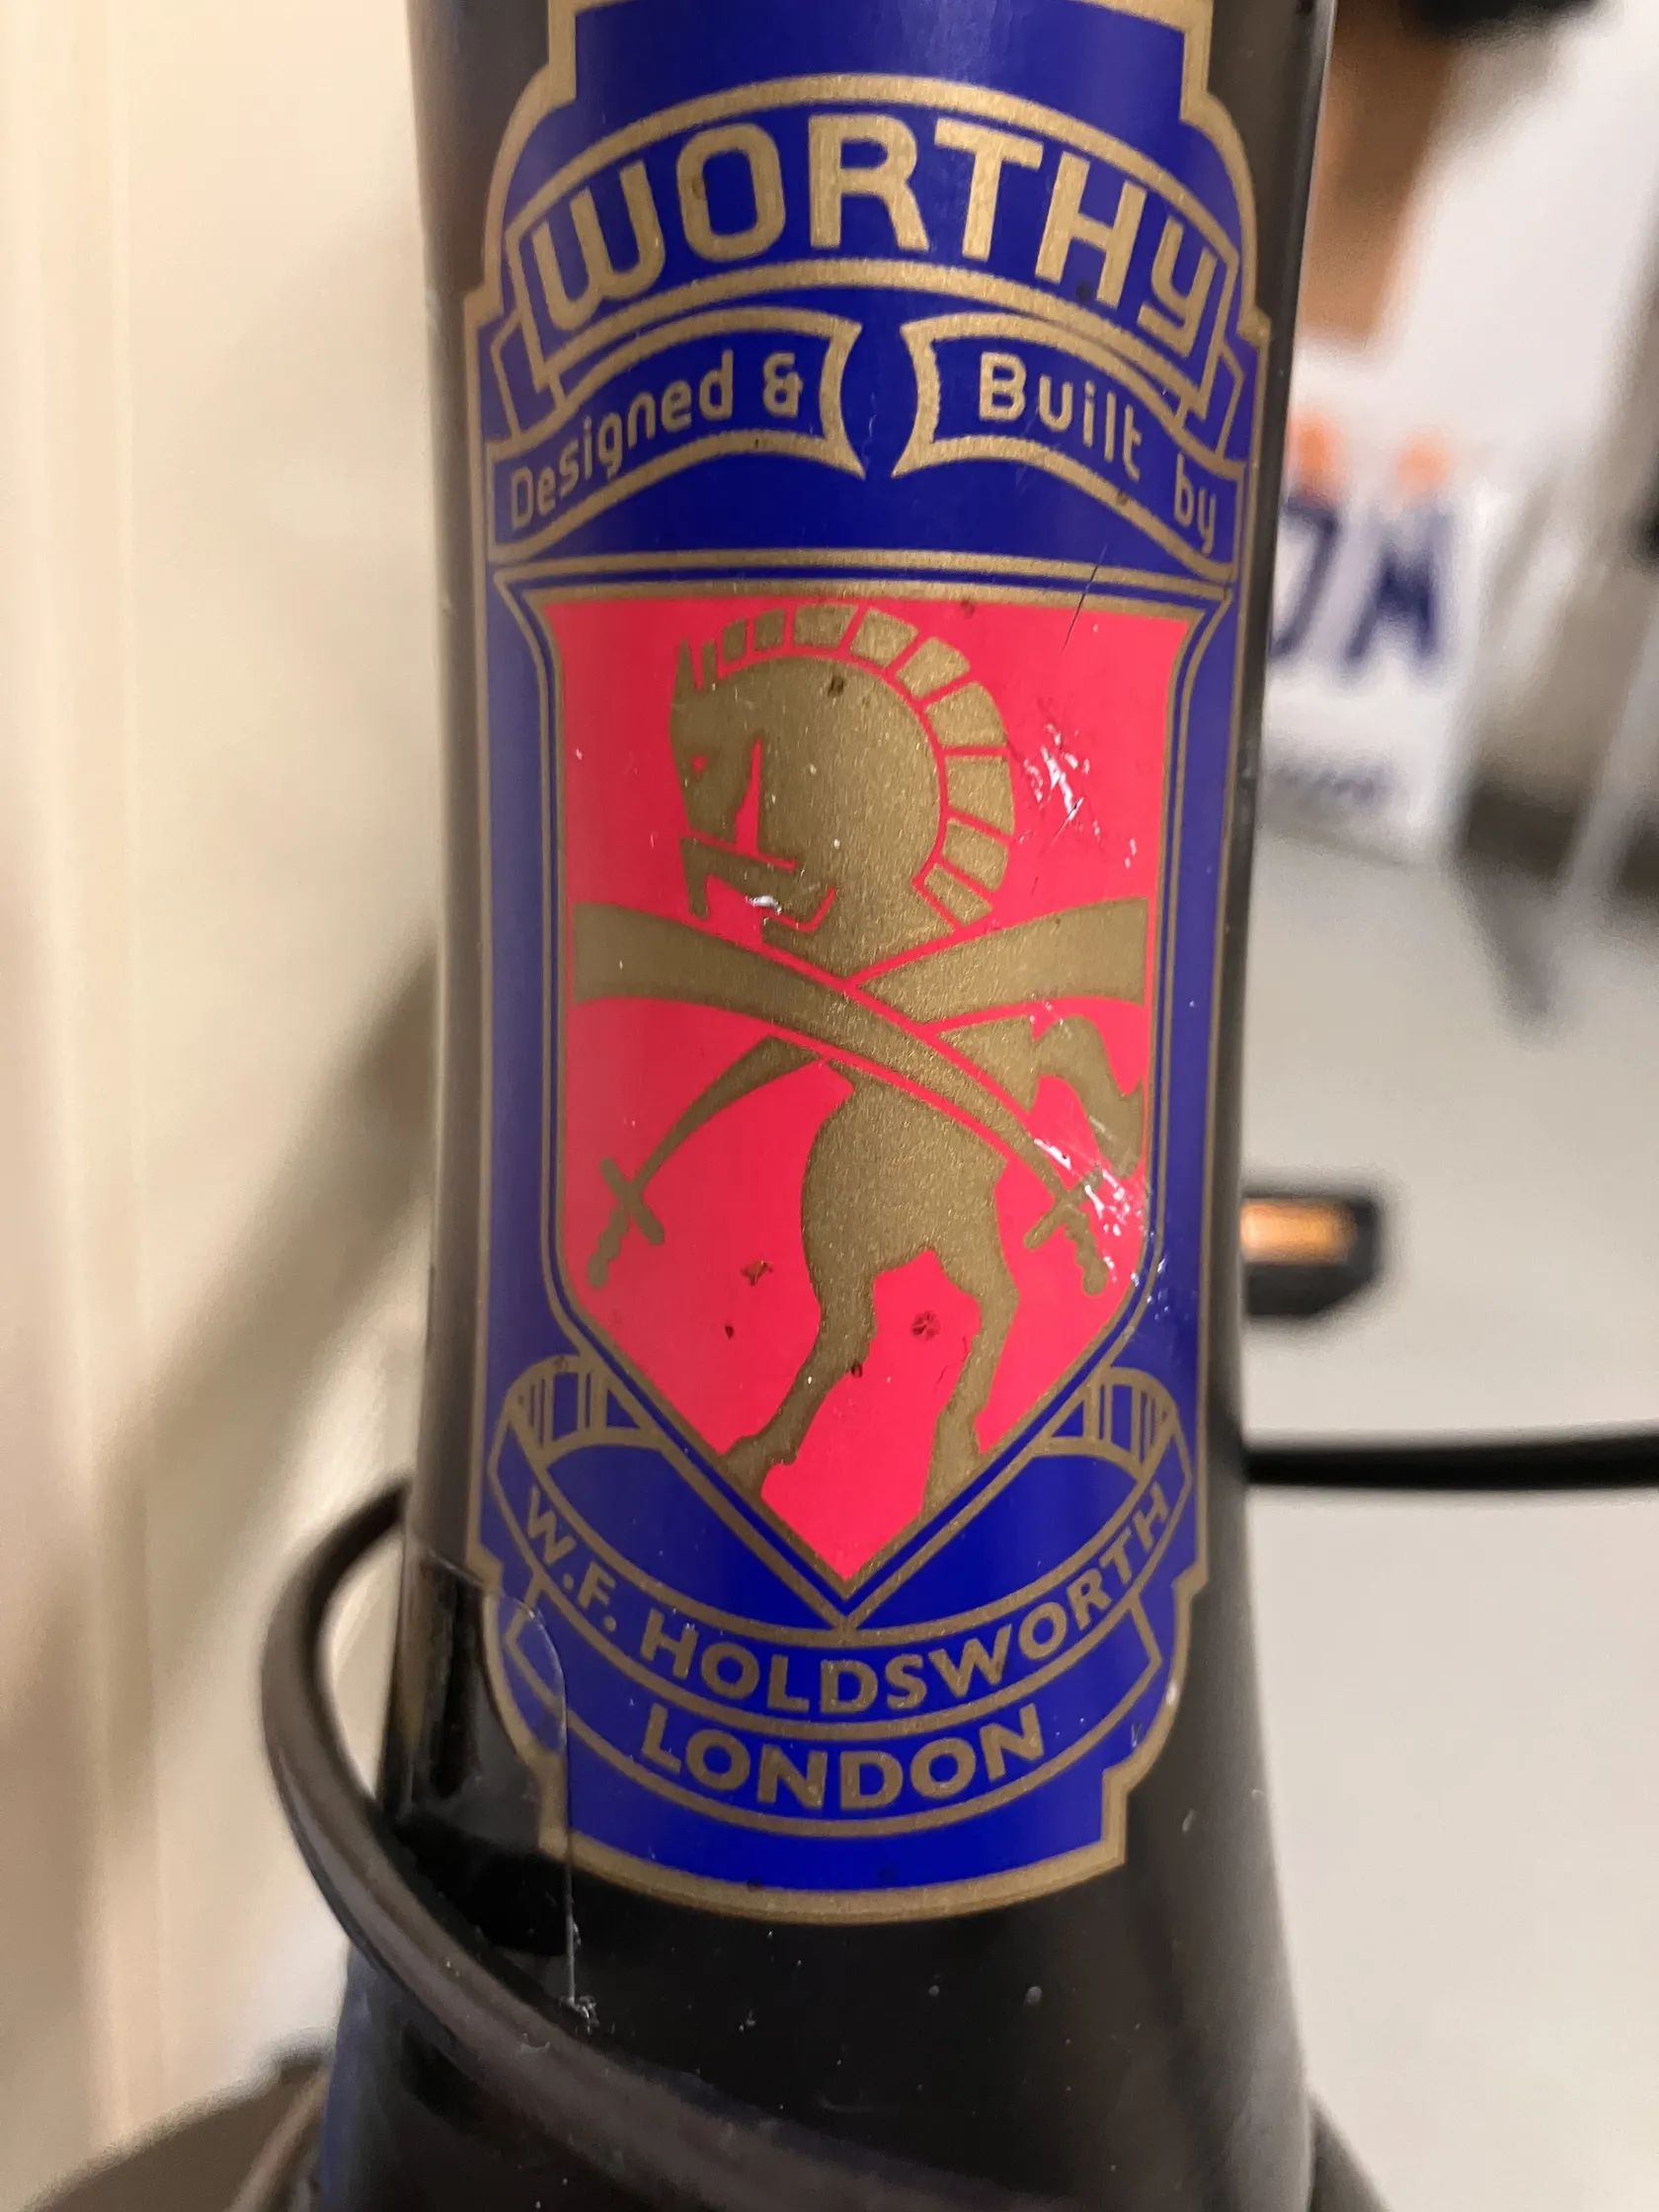 WORTHY
Designed & Built by
W.F. HOLDSWORTH
LONDON